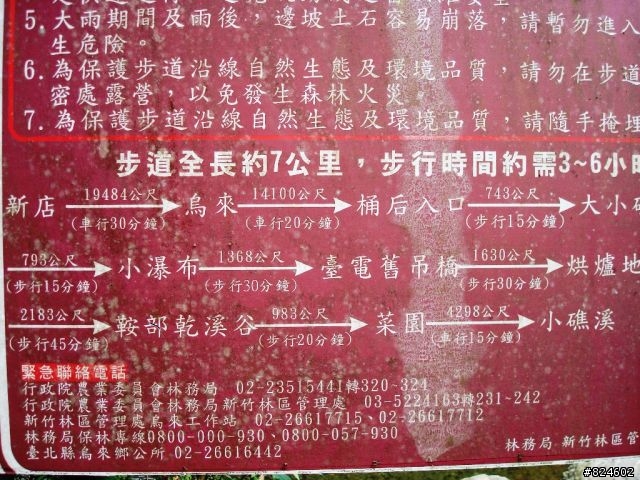 5. 大雨期間及雨後，邊坡土石容易崩落，請暫勿進入
生危險。
6. 為保護步道沿線自然生態及環境品質，請勿在步道
密處露營，以免發生森林火災。
7. 為保護步道沿線自然生態及環境品質，請隨手掩埋
步道全長約7公里，步行時間約需3~6小時
新店 19484公尺 (車行30分鐘) 烏來 14100公尺 (車行20分鐘) 桶后入口 743公尺 (步行15分鐘) 大小礁
793公尺 (步行15分鐘) 小瀑布 1368公尺 (步行30分鐘) 臺電舊吊橋 1630公尺 (步行30分鐘) 烘爐地
2183公尺 (步行45分鐘) 鞍部乾溪谷 983公尺 (步行20分鐘) 菜園 4298公尺 (車行15分鐘) 小礁溪
緊急聯絡電話
行政院農業委員會林務局 02-23515441轉320~324
行政院農業委員會林務局新竹林區管理處 03-5224163轉231~242
新竹林區管理處烏來工作站 02-26617715、02-26617712
林務局保林專線0800-000-930、0800-057-930
臺北縣烏來鄉公所 02-26616442
林務局 新竹林區管
#824602